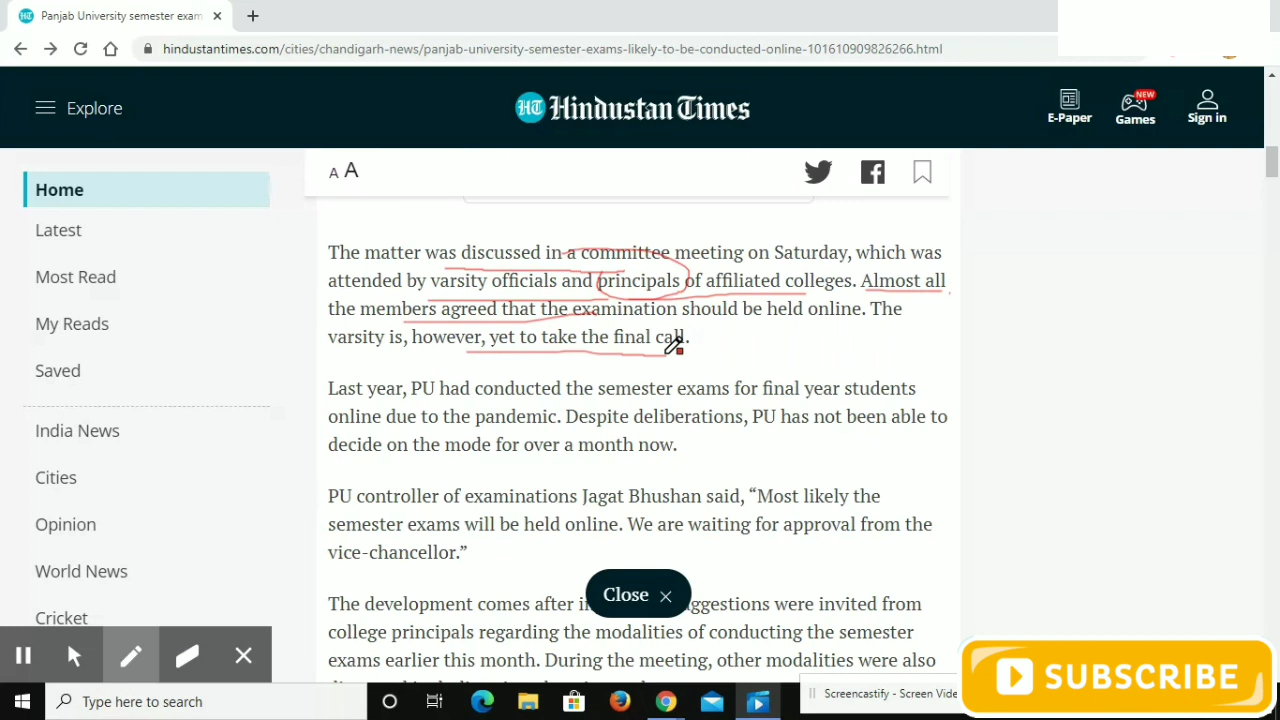 Panjab University semester exam
hindustantimes.com/cities/chandigarh-news/panjab-university-semester-exams-likely-to-be-conducted-online-101610909826266.html
Explore
HT Hindustan Times
E-Paper
NEW
Games
Sign in
A A
Home
Latest
Most Read
My Reads
Saved
India News
Cities
Opinion
World News
Cricket
The matter was discussed in a committee meeting on Saturday, which was
attended by varsity officials and principals of affiliated colleges. Almost all
the members agreed that the examination should be held online. The
varsity is, however, yet to take the final call.
Last year, PU had conducted the semester exams for final year students
online due to the pandemic. Despite deliberations, PU has not been able to
decide on the mode for over a month now.
PU controller of examinations Jagat Bhushan said, “Most likely the
semester exams will be held online. We are waiting for approval from the
vice-chancellor.”
Close
The development comes after uggestions were invited from
college principals regarding the modalities of conducting the semester
exams earlier this month. During the meeting, other modalities were also
SUBSCRIBE
Type here to search
Screencastify - Screen Vide